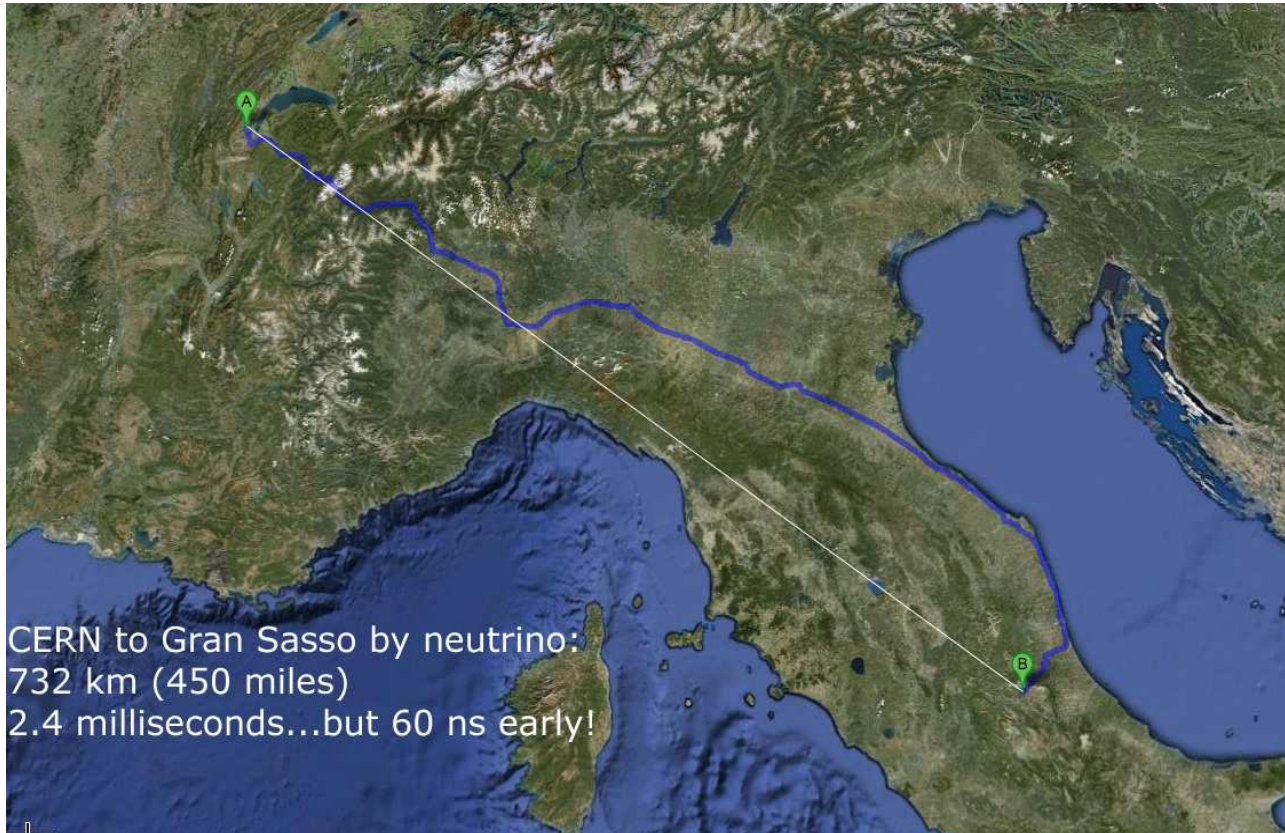 A
B
CERN to Gran Sasso by neutrino:
732 km (450 miles)
2.4 milliseconds...but 60 ns early!